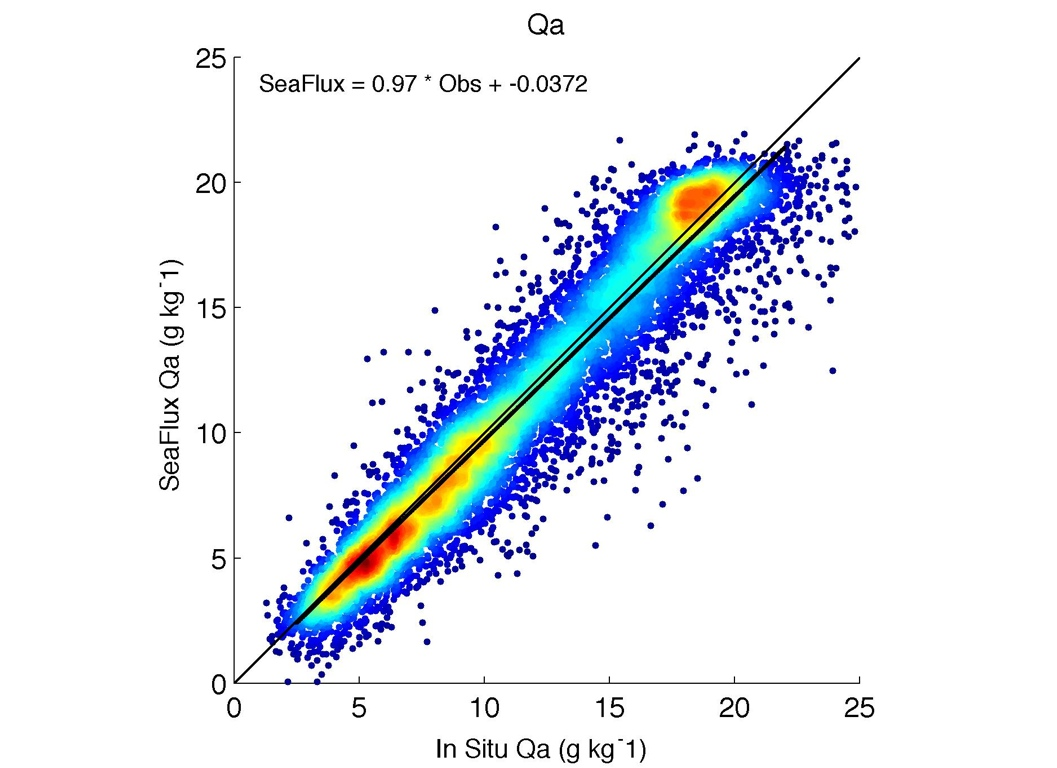 Qa
SeaFlux = 0.97 * Obs + -0.0372
25
20
15
10
5
0
SeaFlux Qa (g kg⁻1)
0 5 10 15 20 25
In Situ Qa (g kg⁻1)